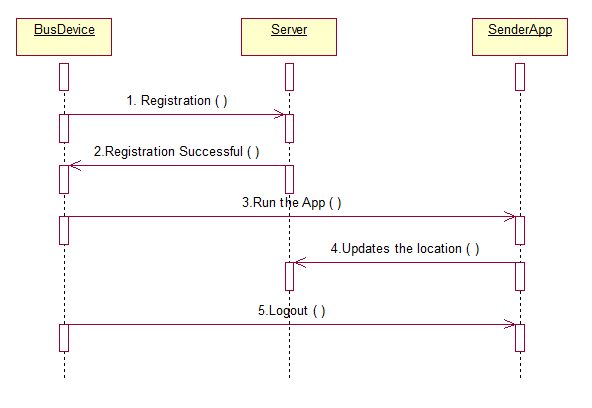 BusDevice Server SenderApp
1. Registration ( )
2.Registration Successful ( )
3.Run the App ( )
4.Updates the location ( )
5.Logout ( )